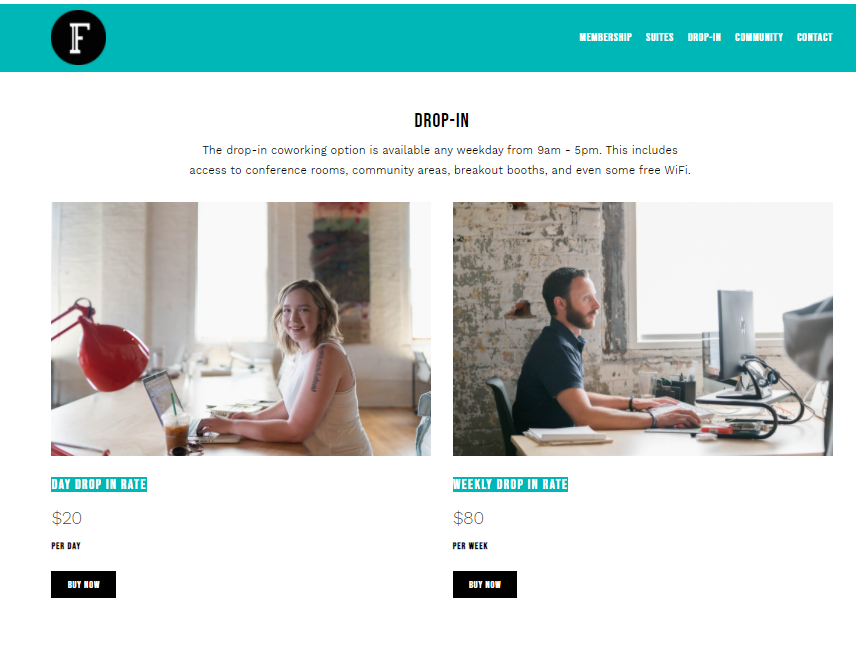 F
MEMBERSHIP SUITES DROP-IN COMMUNITY CONTACT
DROP-IN
The drop-in coworking option is available any weekday from 9am - 5pm. This includes
access to conference rooms, community areas, breakout booths, and even some free WiFi.
DAY DROP IN RATE
$20
PER DAY
BUY NOW
WEEKLY DROP IN RATE
$80
PER WEEK
BUY NOW